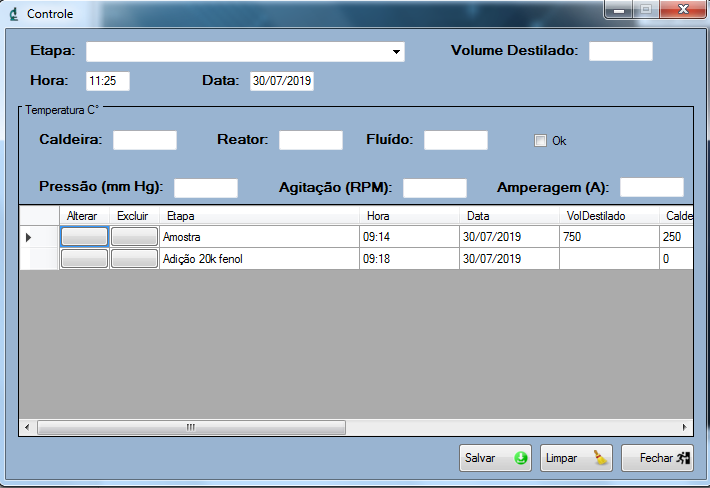 Controle
Etapa: Volume Destilado:
Hora: 11:25 Data: 30/07/2019
Temperatura C°
Caldeira: Reator: Fluído: Ok
Pressão (mm Hg): Agitação (RPM): Amperagem (A):
Alterar Excluir Etapa Hora Data VolDestilado Calde
Amostra 09:14 30/07/2019 750 250
Adição 20k fenol 09:18 30/07/2019 0
Salvar Limpar Fechar